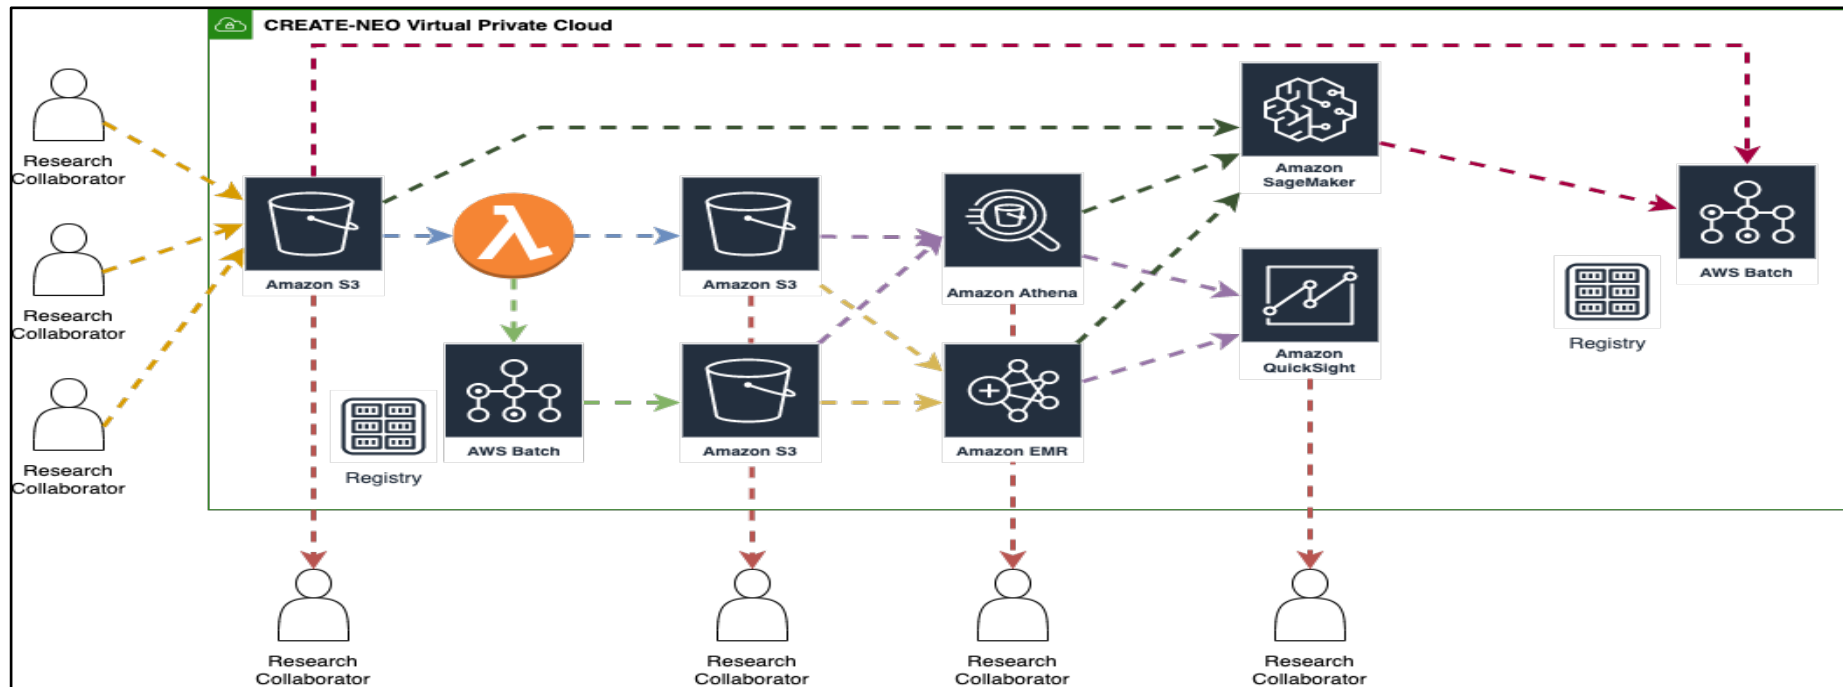 CREATE-NEO Virtual Private Cloud
Research
Collaborator
Research
Collaborator
Research
Collaborator
Amazon S3
Amazon S3
Amazon Athena
Amazon
SageMaker
AWS Batch
Registry
AWS Batch
Amazon S3
Amazon EMR
Amazon
QuickSight
Registry
Research
Collaborator
Research
Collaborator
Research
Collaborator
Research
Collaborator